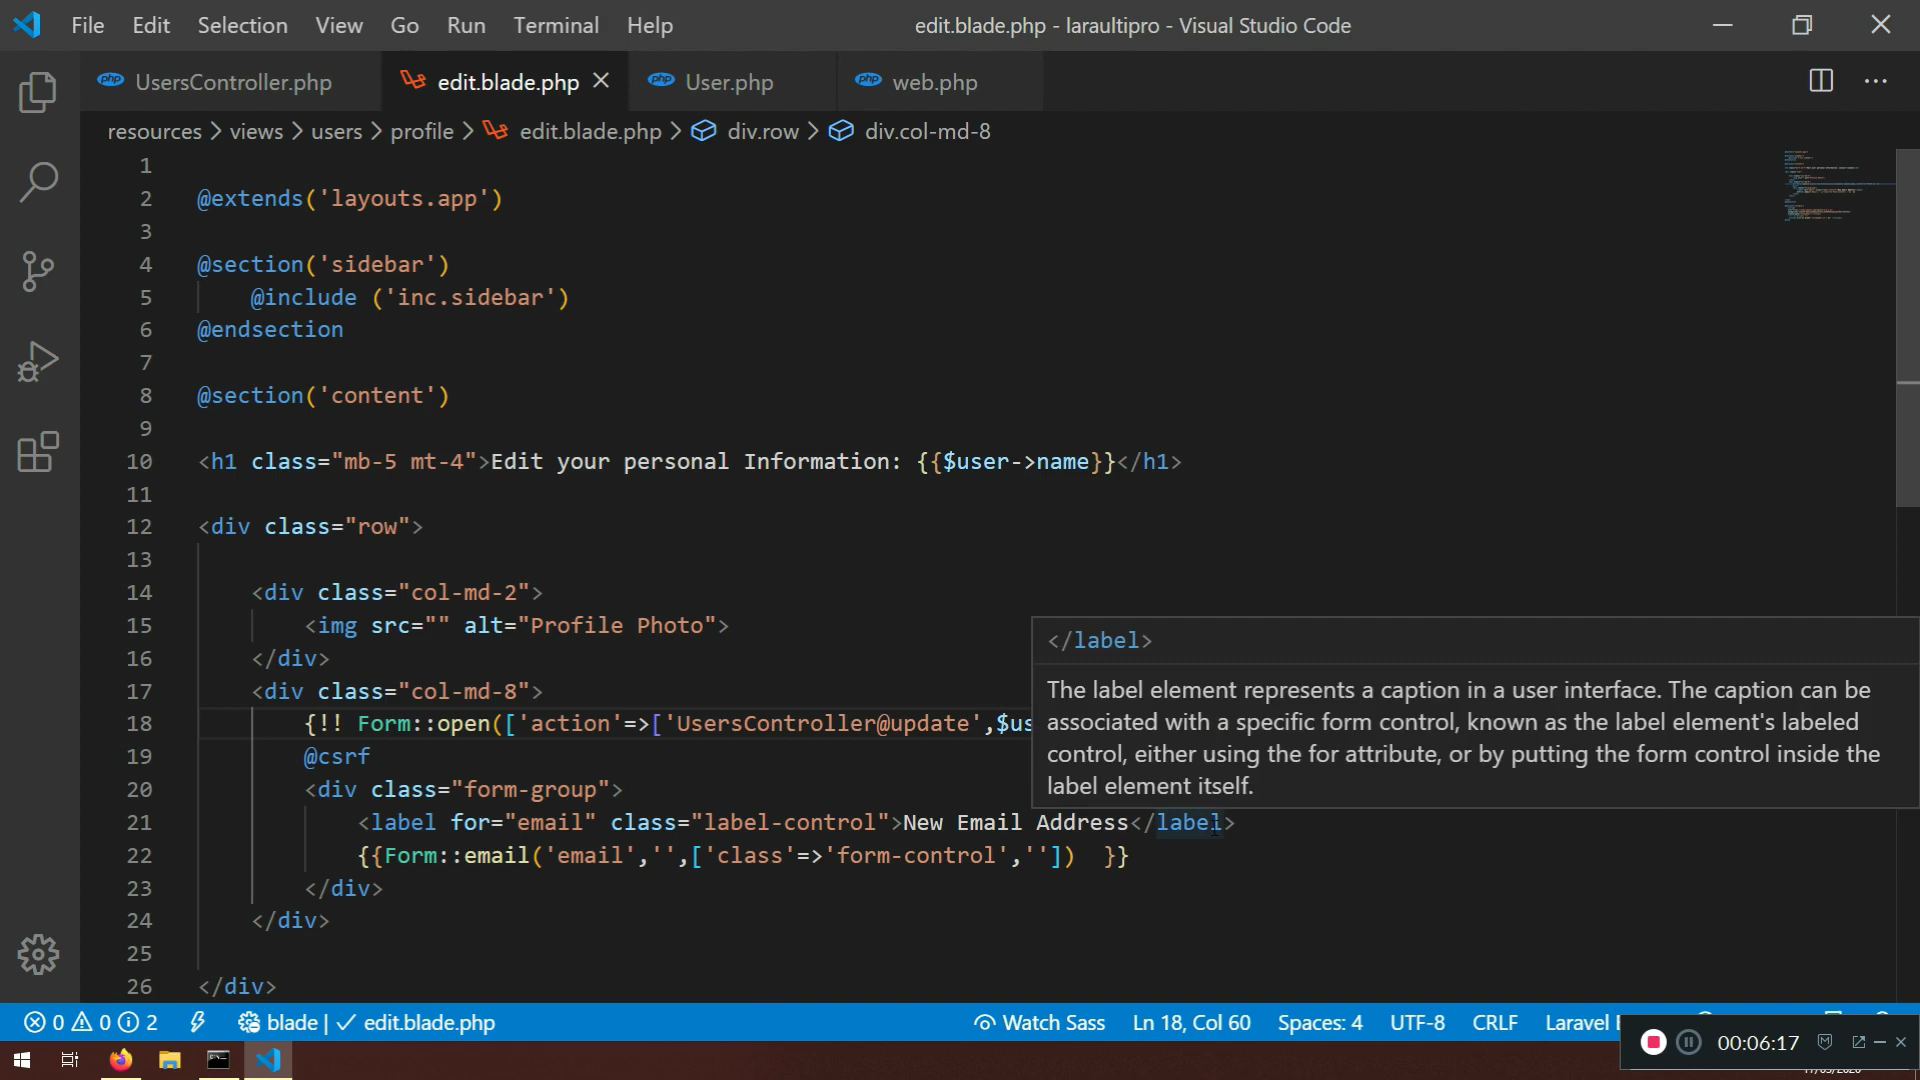 File Edit Selection View Go Run Terminal Help edit.blade.php - laraultipro - Visual Studio Code
UsersController.php edit.blade.php User.php web.php
resources > views > users > profile > edit.blade.php > div.row > div.col-md-8
1
2 @extends('layouts.app')
3
4 @section('sidebar')
5 @include ('inc.sidebar')
6 @endsection
7
8 @section('content')
9
10 <h1 class="mb-5 mt-4">Edit your personal Information: {{$user->name}}</h1>
11
12 <div class="row">
13
14 <div class="col-md-2">
15 <img src="" alt="Profile Photo">
16 </div>
17 <div class="col-md-8">
18 {!! Form::open(['action'=>['UsersController@update',$us
19 @csrf
20 <div class="form-group">
21 <label for="email" class="label-control">New Email Address</label>
22 {{Form::email('email','',['class'=>'form-control','']) }}
23 </div>
24 </div>
25
26 </div>
</label>
The label element represents a caption in a user interface. The caption can be
associated with a specific form control, known as the label element's labeled
control, either using the for attribute, or by putting the form control inside the
label element itself.
0 0 2 blade | edit.blade.php Watch Sass Ln 18, Col 60 Spaces: 4 UTF-8 CRLF Laravel
00:06:17